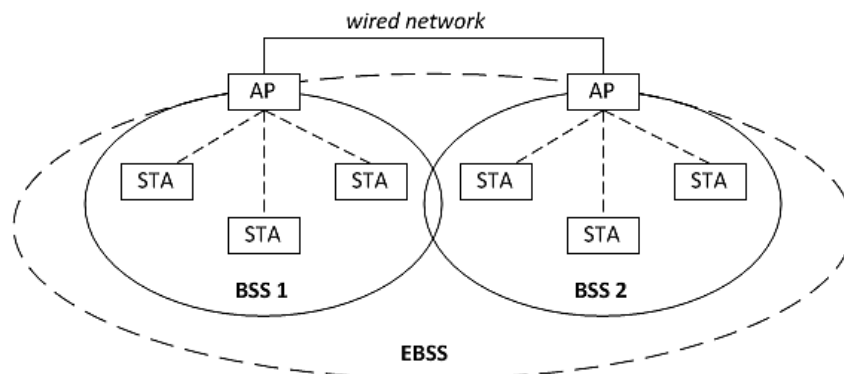 wired network
AP AP
STA STA STA STA
STA STA
BSS 1 BSS 2
EBSS